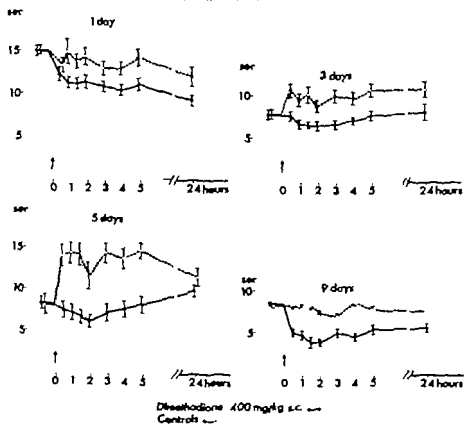 sec
1 day
15-
10-
5-
0 1 2 3 4 5 24 hours
sec
3 days
10-
5-
0 1 2 3 4 5 24 hours
sec
5 days
15-
10-
5-
0 1 2 3 4 5 24 hours
sec
9 days
10-
5-
0 1 2 3 4 5 24 hours
Dimethadione 400 mg/kg s.c.
Controls